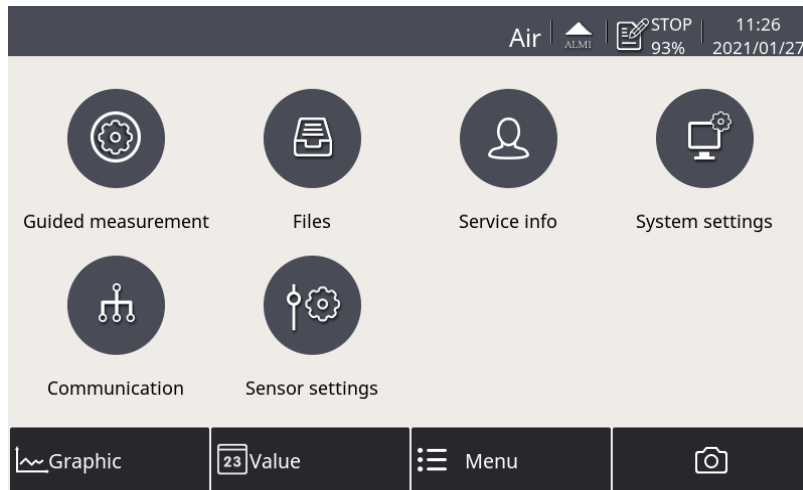 Air
ALM1
STOP
93%
11:26
2021/01/27
Guided measurement
Files
Service info
System settings
Communication
Sensor settings
Graphic
23 Value
Menu